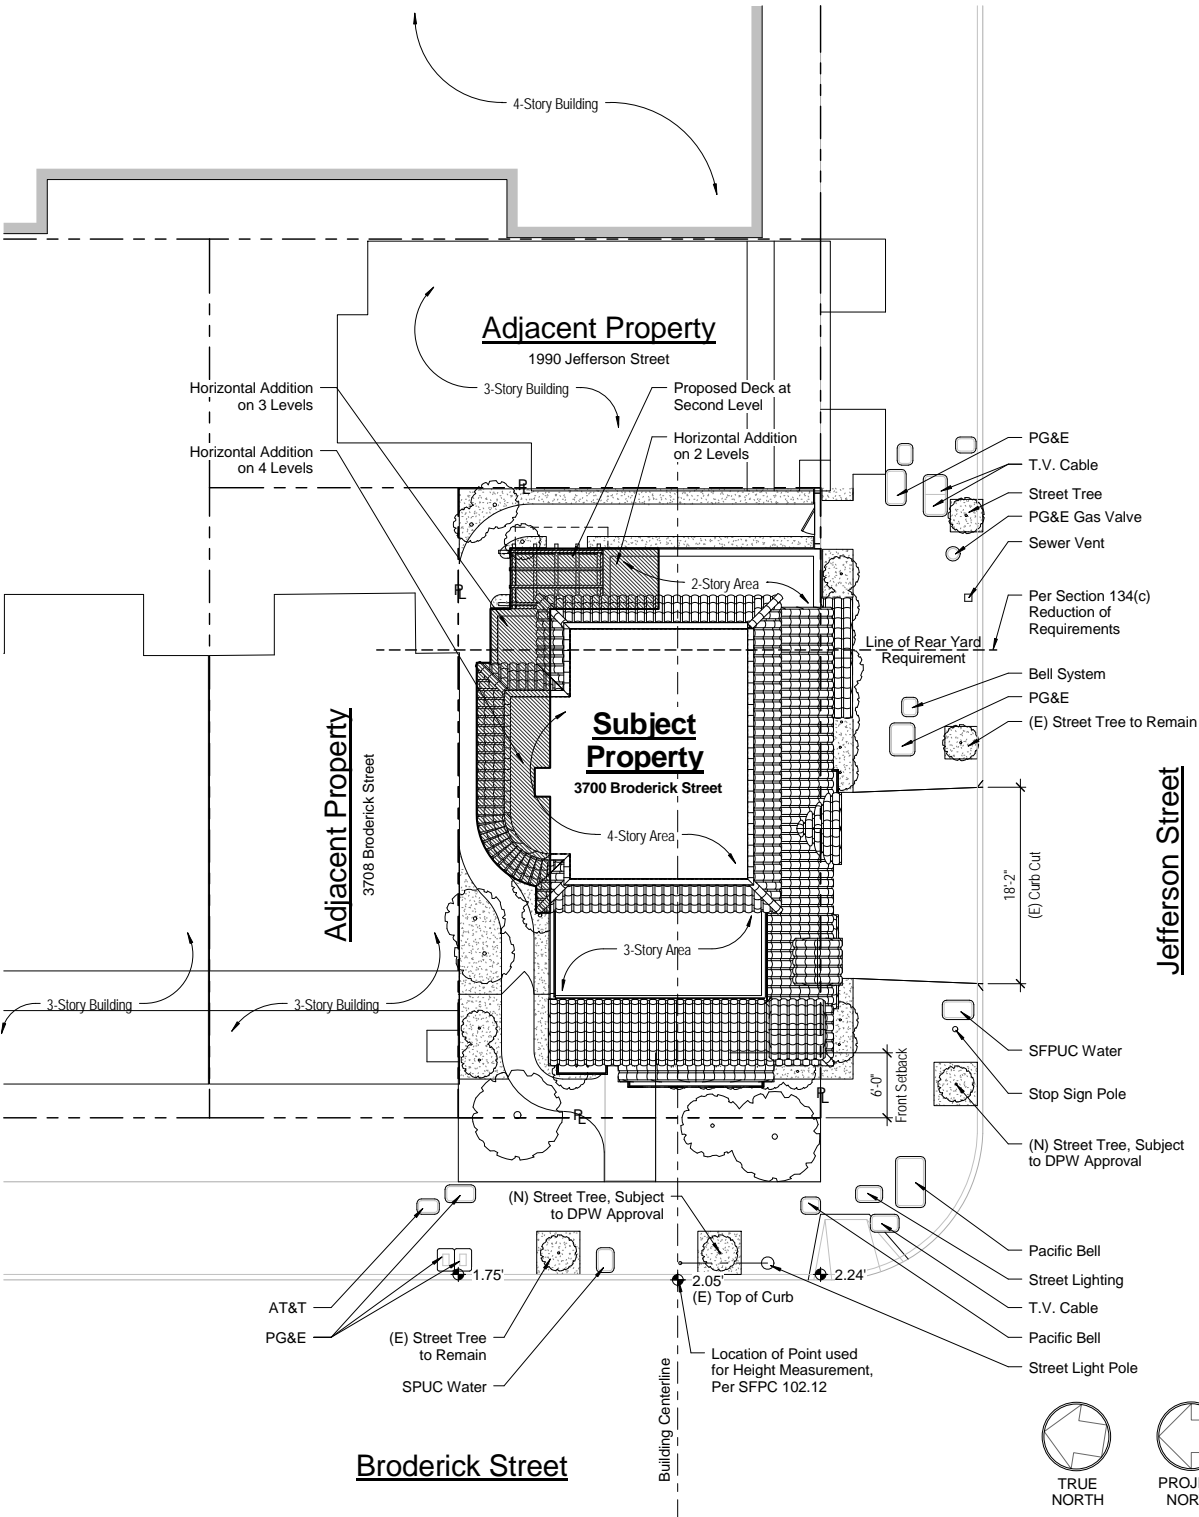 4-Story Building
Adjacent Property
1990 Jefferson Street
3-Story Building
Horizontal Addition
on 3 Levels
Horizontal Addition
on 4 Levels
Proposed Deck at
Second Level
Horizontal Addition
on 2 Levels
PG&E
T.V. Cable
Street Tree
PG&E Gas Valve
Sewer Vent
PL
PL
2-Story Area
Per Section 134(c)
Reduction of
Requirements
Line of Rear Yard
Requirement
Bell System
PG&E
(E) Street Tree to Remain
Subject
Property
3700 Broderick Street
4-Story Area
Adjacent Property
3708 Broderick Street
18'-2"
(E) Curb Cut
Jefferson Street
3-Story Area
3-Story Building
3-Story Building
SFPUC Water
Stop Sign Pole
6'-0"
Front Setback
PL
PL
(N) Street Tree, Subject
to DPW Approval
(N) Street Tree, Subject
to DPW Approval
Pacific Bell
Street Lighting
T.V. Cable
Pacific Bell
Street Light Pole
1.75'
2.05'
(E) Top of Curb
2.24'
AT&T
PG&E
(E) Street Tree
to Remain
SPUC Water
Location of Point used
for Height Measurement,
Per SFPC 102.12
Building Centerline
Broderick Street
TRUE
NORTH